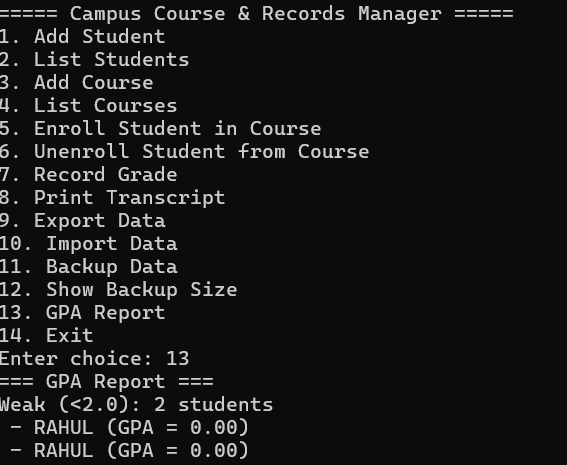 ===== Campus Course & Records Manager =====
1. Add Student
2. List Students
3. Add Course
4. List Courses
5. Enroll Student in Course
6. Unenroll Student from Course
7. Record Grade
8. Print Transcript
9. Export Data
10. Import Data
11. Backup Data
12. Show Backup Size
13. GPA Report
14. Exit
Enter choice: 13
=== GPA Report ===
Weak (<2.0): 2 students
 - RAHUL (GPA = 0.00)
 - RAHUL (GPA = 0.00)